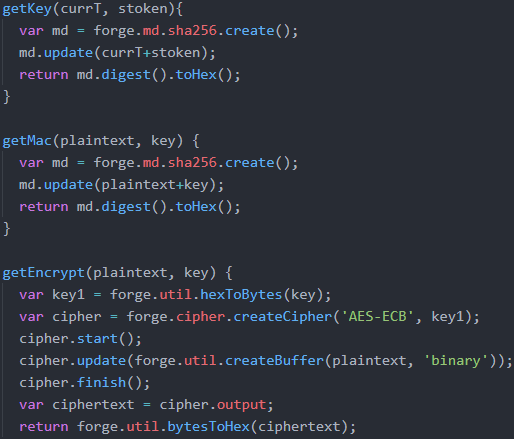 getKey(currT, stoken){
var md = forge.md.sha256.create();
md.update(currT+stoken);
return md.digest().toHex();
}
getMac(plaintext, key) {
var md = forge.md.sha256.create();
md.update(plaintext+key);
return md.digest().toHex();
}
getEncrypt(plaintext, key) {
var key1 = forge.util.hexToBytes(key);
var cipher = forge.cipher.createCipher('AES-ECB', key1);
cipher.start();
cipher.update(forge.util.createBuffer(plaintext, 'binary'));
cipher.finish();
var ciphertext = cipher.output;
return forge.util.bytesToHex(ciphertext);